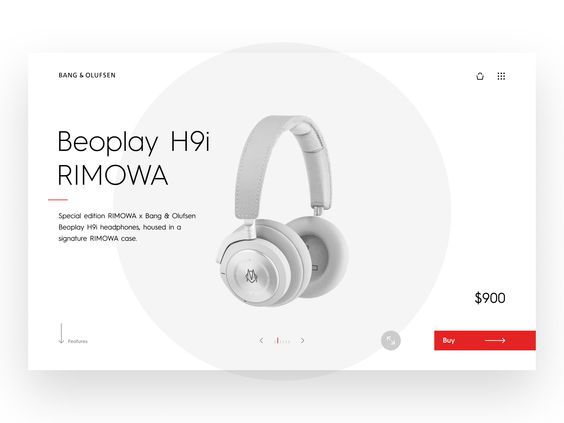 BANG & OLUFSEN
Beoplay H9i
RIMOWA
Special edition RIMOWA x Bang & Olufsen
Beoplay H9i headphones, housed in a
signature RIMOWA case.
$900
Features
Buy